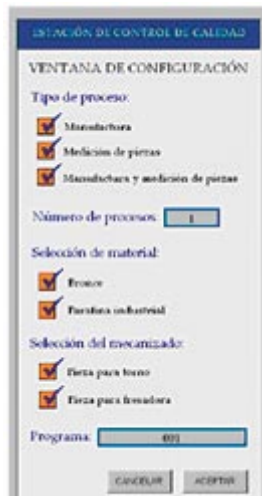 ESTACIÓN DE CONTROL DE CALIDAD
VENTANA DE CONFIGURACIÓN
Tipo de proceso:
Manufactura
Medición de piezas
Manufactura y medición de piezas
Número de procesos: 1
Selección de material:
Bronce
Parafina industrial
Selección del mecanizado:
Pieza para torno
Pieza para fresadora
Programa: 001
CANCELAR ACEPTAR